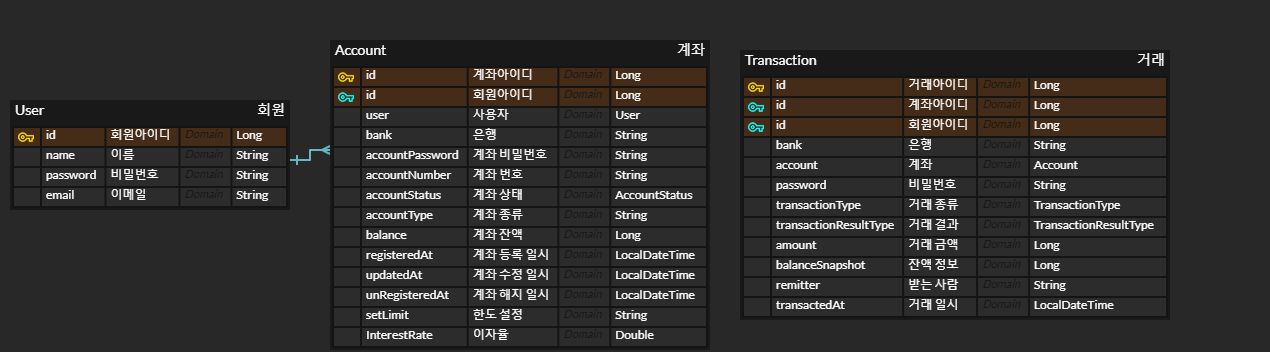 User 회원
id 회원아이디 Domain Long
name 이름 Domain String
password 비밀번호 Domain String
email 이메일 Domain String
Account 계좌
id 계좌아이디 Domain Long
id 회원아이디 Domain Long
user 사용자 Domain User
bank 은행 Domain String
accountPassword 계좌 비밀번호 Domain String
accountNumber 계좌 번호 Domain String
accountStatus 계좌 상태 Domain AccountStatus
accountType 계좌 종류 Domain String
balance 계좌 잔액 Domain Long
registeredAt 계좌 등록 일시 Domain LocalDateTime
updatedAt 계좌 수정 일시 Domain LocalDateTime
unRegisteredAt 계좌 해지 일시 Domain LocalDateTime
setLimit 한도 설정 Domain String
InterestRate 이자율 Domain Double
Transaction 거래
id 거래아이디 Domain Long
id 계좌아이디 Domain Long
id 회원아이디 Domain Long
bank 은행 Domain String
account 계좌 Domain Account
password 비밀번호 Domain String
transactionType 거래 종류 Domain TransactionType
transactionResultType 거래 결과 Domain TransactionResultType
amount 거래 금액 Domain Long
balanceSnapshot 잔액 정보 Domain Long
remitter 받는 사람 Domain String
transactedAt 거래 일시 Domain LocalDateTime